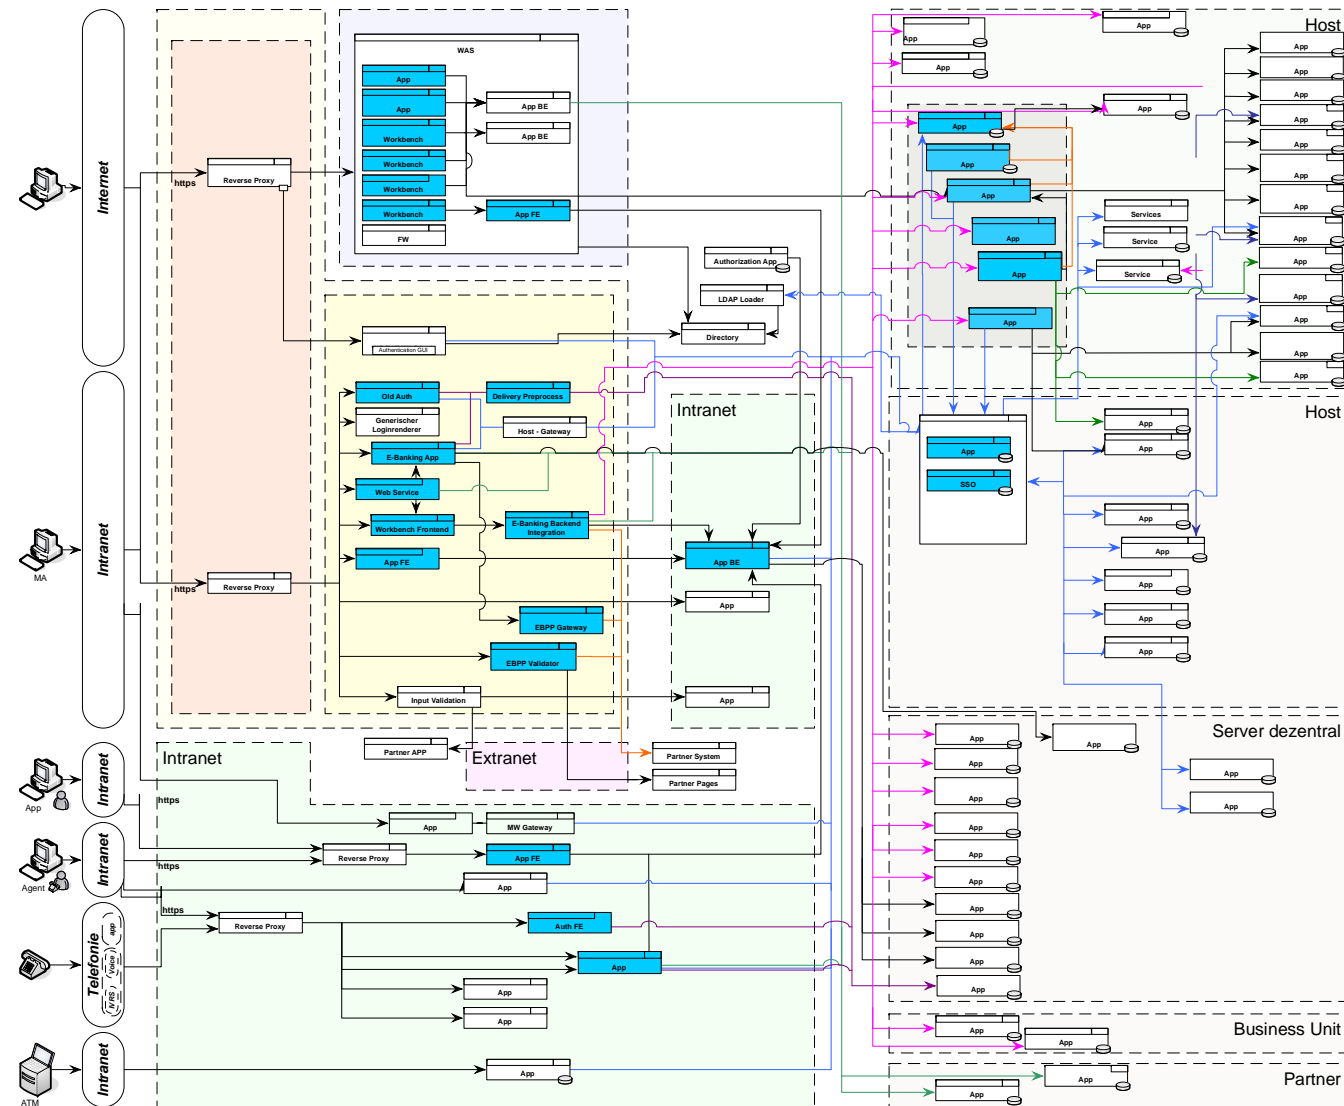 Internet
https
Reverse Proxy
WAS
App
App
Workbench
Workbench
Workbench
Workbench
FW
App BE
App BE
App FE
Authorization App
LDAP Loader
Directory
Authentication GUI
Old Auth
Delivery Preprocess
Generischer
Loginrenderer
Host - Gateway
E-Banking App
Web Service
Workbench Frontend
E-Banking Backend
Integration
App FE
EBPP Gateway
EBPP Validator
Input Validation
Intranet
App BE
App
App
MA
Intranet
https
Reverse Proxy
Partner APP
Extranet
Partner System
Partner Pages
Intranet
App
Intranet
https
App
MW Gateway
Agent
Intranet
https
Reverse Proxy
App FE
App
Telefonie
app
Voice
NRS
https
Reverse Proxy
Auth FE
App
App
App
ATM
Intranet
App
Host
App
App
App
App
App
App
App
App
App
App
Services
Service
Service
App
App
App
App
App
App
App
App
App
App
App
App
App
Host
App
SSO
App
App
App
App
App
App
App
Server dezentral
App
App
App
App
App
App
App
App
App
App
App
App
App
Business Unit
App
App
Partner
App
App